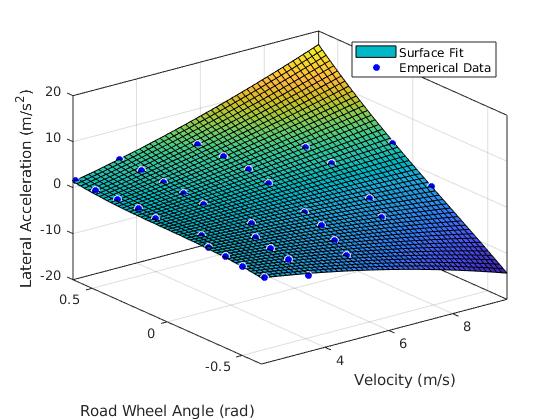 Surface Fit
Emperical Data
20
10
0
-10
-20
Lateral Acceleration (m/s²)
0.5
0
-0.5
Road Wheel Angle (rad)
4
6
8
Velocity (m/s)